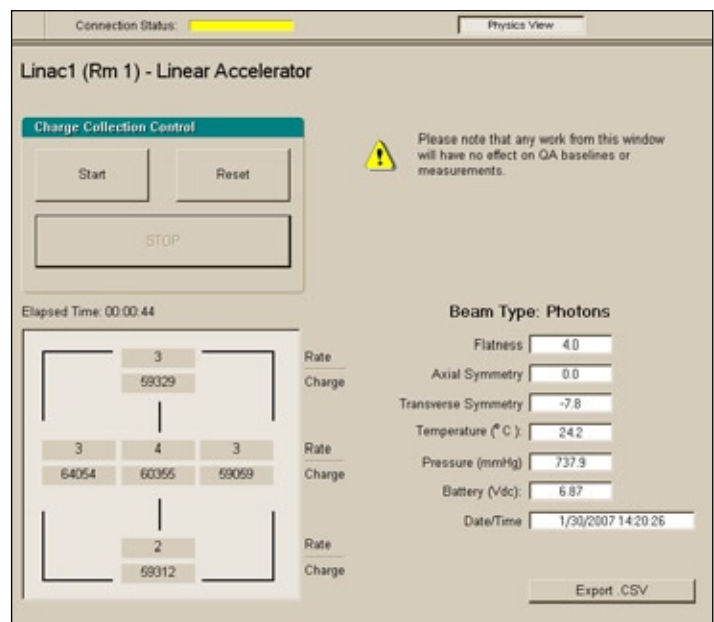 Connection Status:
Physics View
Linac1 (Rm 1) - Linear Accelerator
Charge Collection Control
Start Reset
STOP
Please note that any work from this window
will have no effect on QA baselines or
measurements.
Elapsed Time: 00:00:44
3 Rate
59329 Charge
3 4 3 Rate
64054 60355 59059 Charge
2 Rate
59312 Charge
Beam Type: Photons
Flatness 4.0
Axial Symmetry 0.0
Transverse Symmetry -7.8
Temperature (°C ): 24.2
Pressure (mmHg) 737.9
Battery (Vdc): 6.87
Date/Time 1/30/2007 14:20:26
Export .CSV